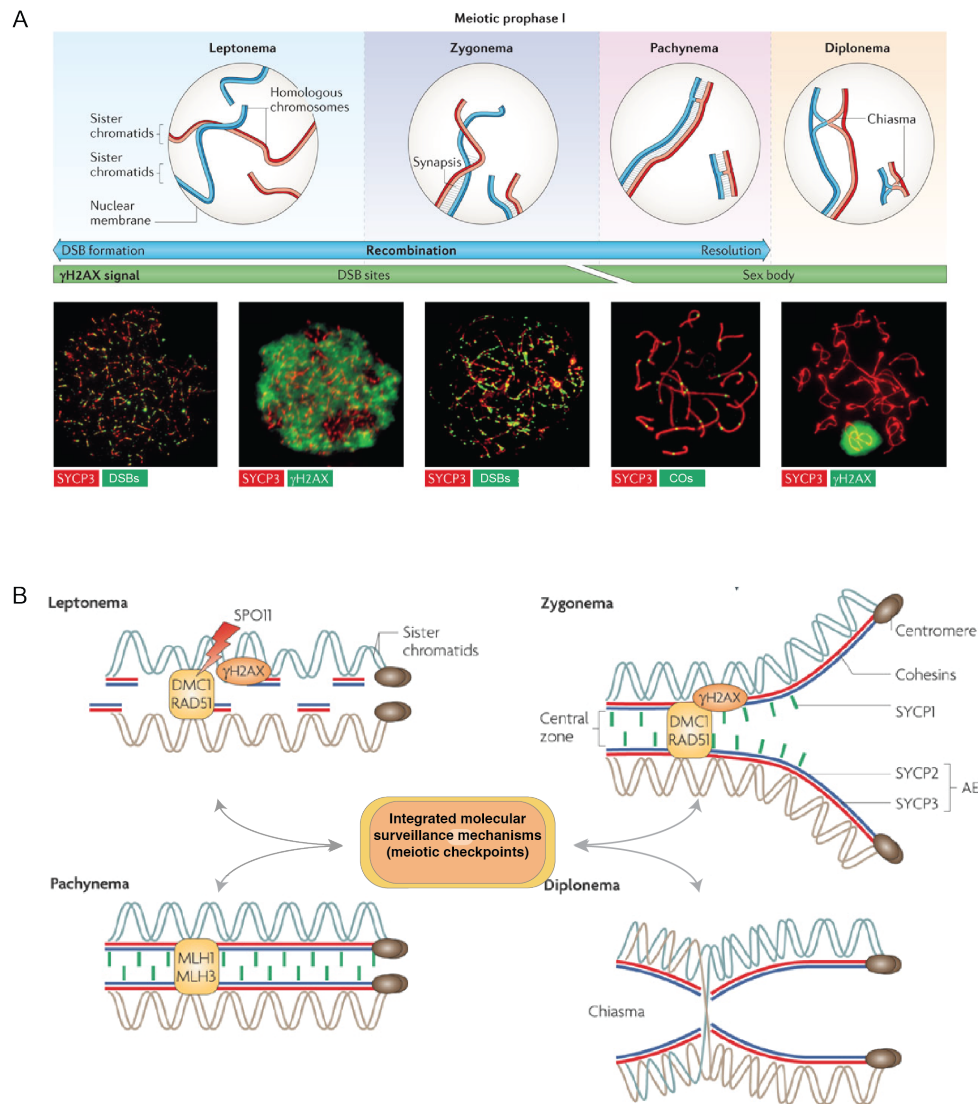 A
Meiotic prophase I
Leptonema
Zygonema
Pachynema
Diplonema
Homologous
chromosomes
Sister
chromatids
Sister
chromatids
Nuclear
membrane
Synapsis
Chiasma
DSB formation
Recombination
Resolution
γH2AX signal
DSB sites
Sex body
SYCP3 DSBs
SYCP3 γH2AX
SYCP3 DSBs
SYCP3 COs
SYCP3 γH2AX
B
Leptonema
SPO11
Sister
chromatids
γH2AX
DMC1
RAD51
Zygonema
Centromere
Cohesins
γH2AX
SYCP1
Central
zone
DMC1
RAD51
SYCP2
AE
SYCP3
Integrated molecular
surveillance mechanisms
(meiotic checkpoints)
Pachynema
MLH1
MLH3
Diplonema
Chiasma